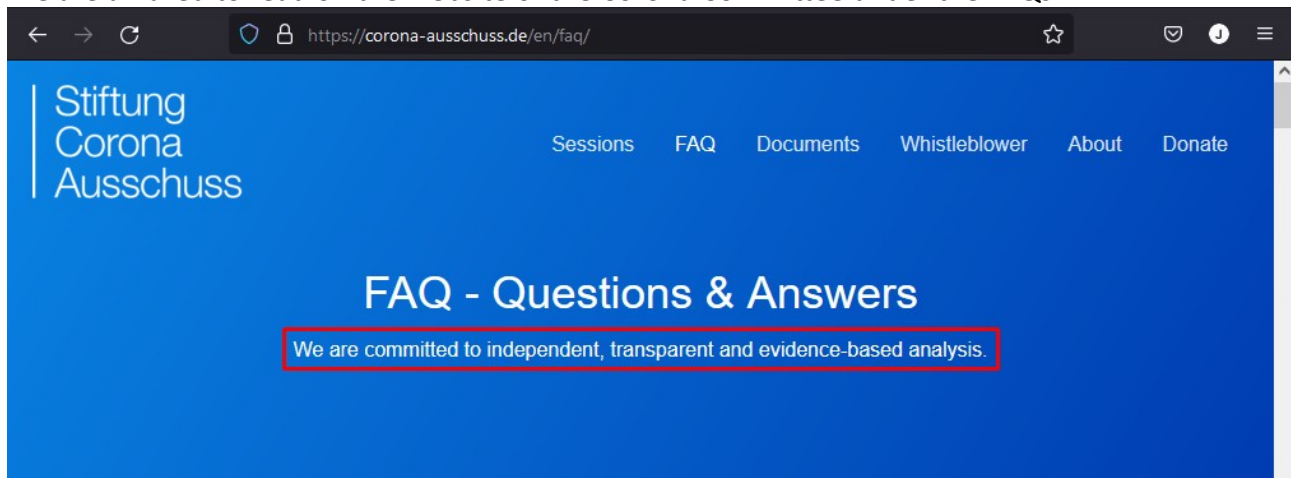 https://corona-ausschuss.de/en/faq/
J
Stiftung
Corona
Ausschuss
Sessions FAQ Documents Whistleblower About Donate
FAQ - Questions & Answers
We are committed to independent, transparent and evidence-based analysis.